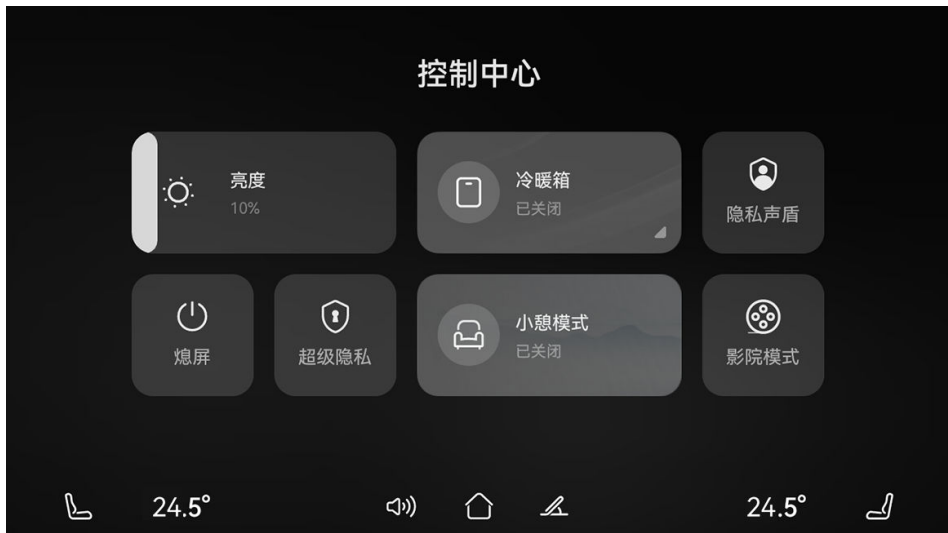 控制中心
亮度
10%
冷暖箱
已关闭
隐私声盾
熄屏
超级隐私
小憩模式
已关闭
影院模式
24.5°
24.5°